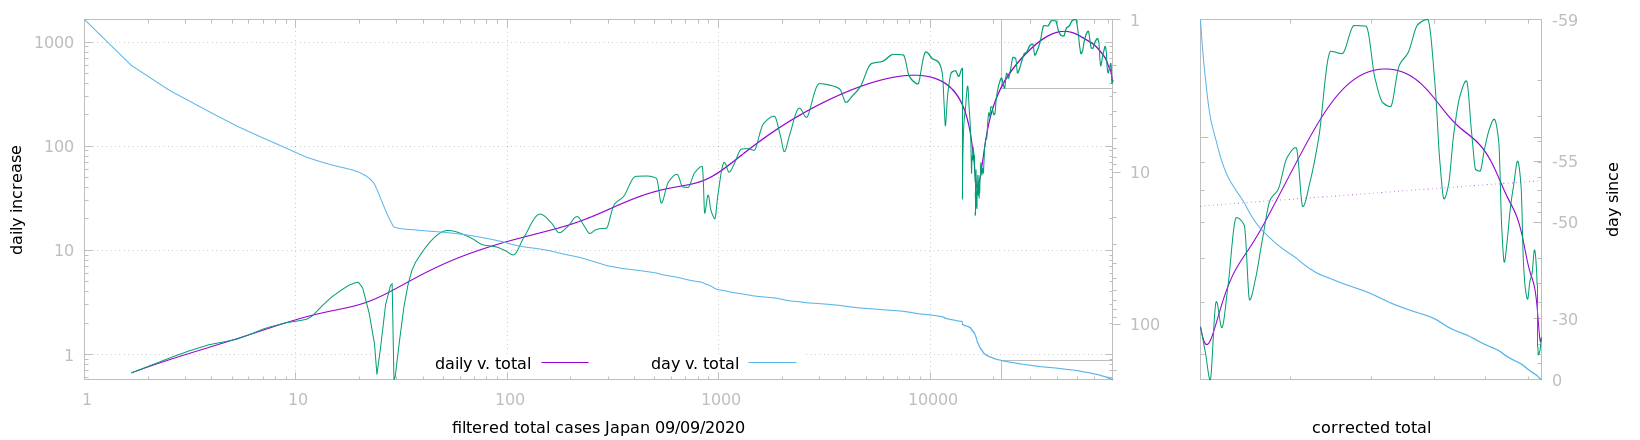 1000
100
10
1
daily increase
1
10
100
1000
10000
1
10
100
daily v. total
day v. total
filtered total cases Japan 09/09/2020
-59
-55
-50
-30
0
day since
corrected total